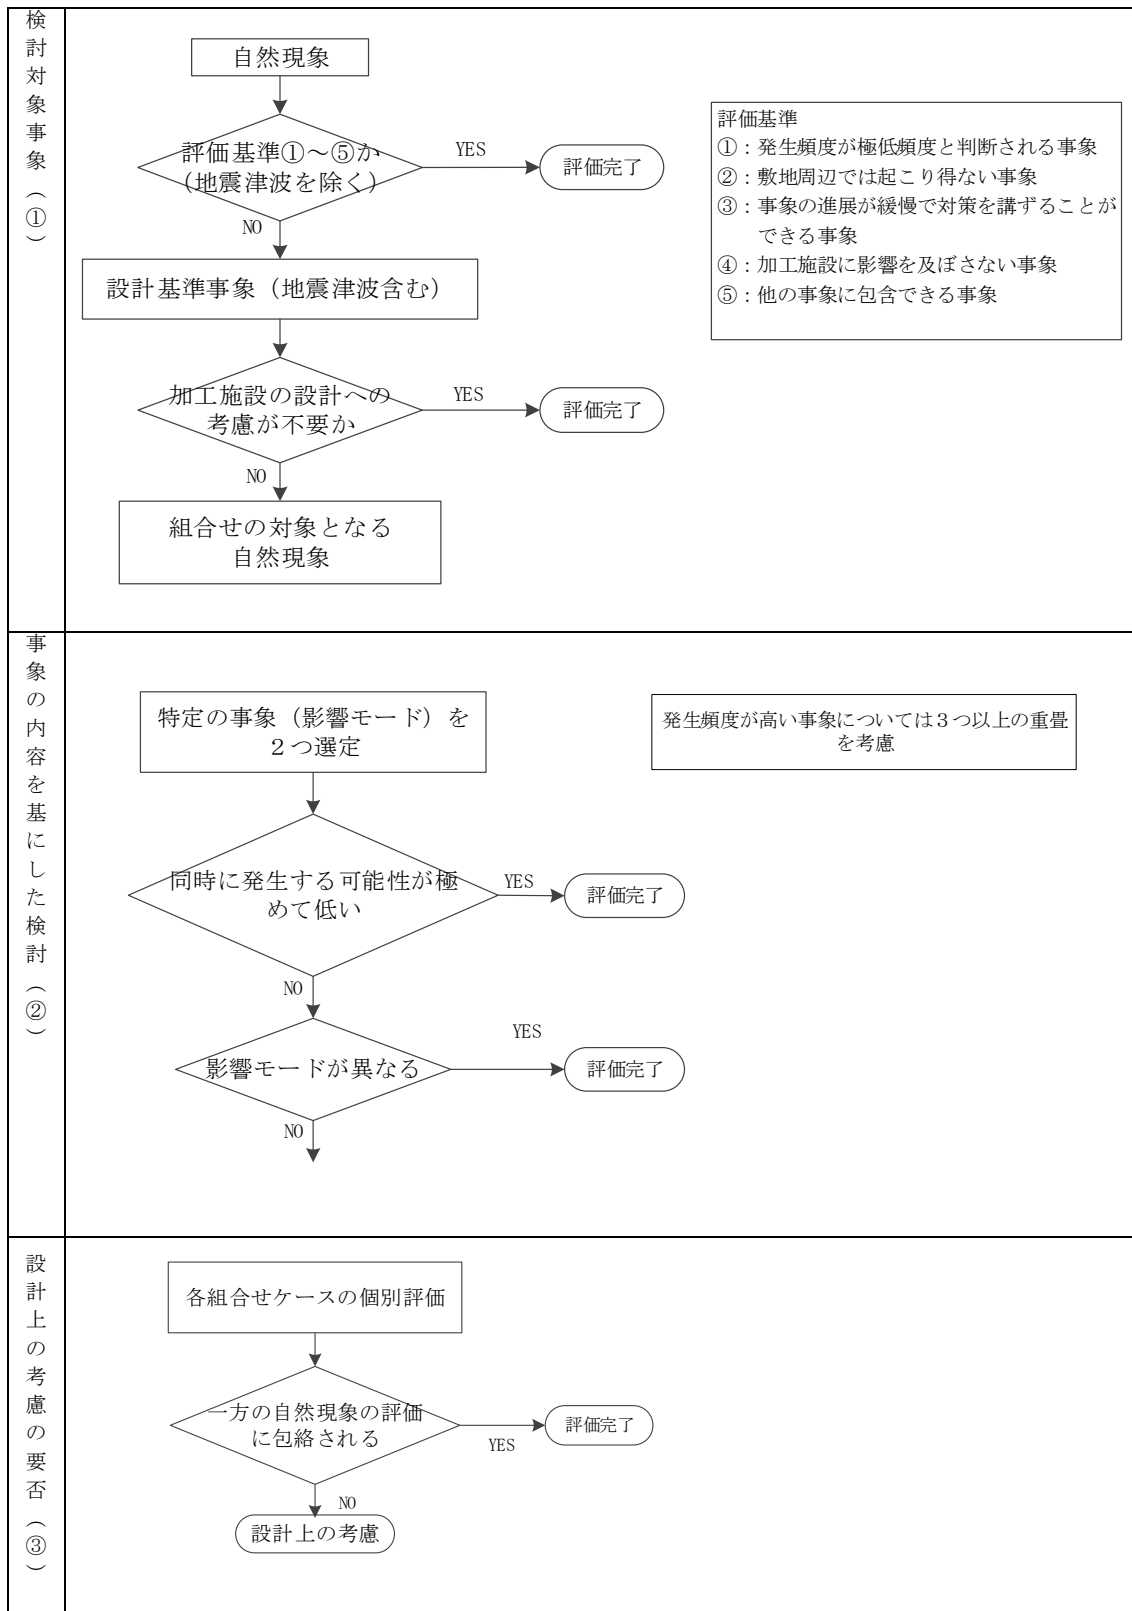 検討対象事象（①）
自然現象
評価基準①～⑤か
（地震津波を除く）
YES
評価完了
NO
設計基準事象（地震津波含む）
加工施設の設計への
考慮が不要か
YES
評価完了
NO
組合せの対象となる
自然現象
評価基準
①：発生頻度が極低頻度と判断される事象
②：敷地周辺では起こり得ない事象
③：事象の進展が緩慢で対策を講ずることが
できる事象
④：加工施設に影響を及ぼさない事象
⑤：他の事象に包含できる事象
事象の内容を基にした検討（②）
特定の事象（影響モード）を
２つ選定
発生頻度が高い事象については３つ以上の重畳
を考慮
同時に発生する可能性が極
めて低い
YES
評価完了
NO
影響モードが異なる
YES
評価完了
NO
設計上の考慮の要否（③）
各組合せケースの個別評価
一方の自然現象の評価
に包絡される
YES
評価完了
NO
設計上の考慮